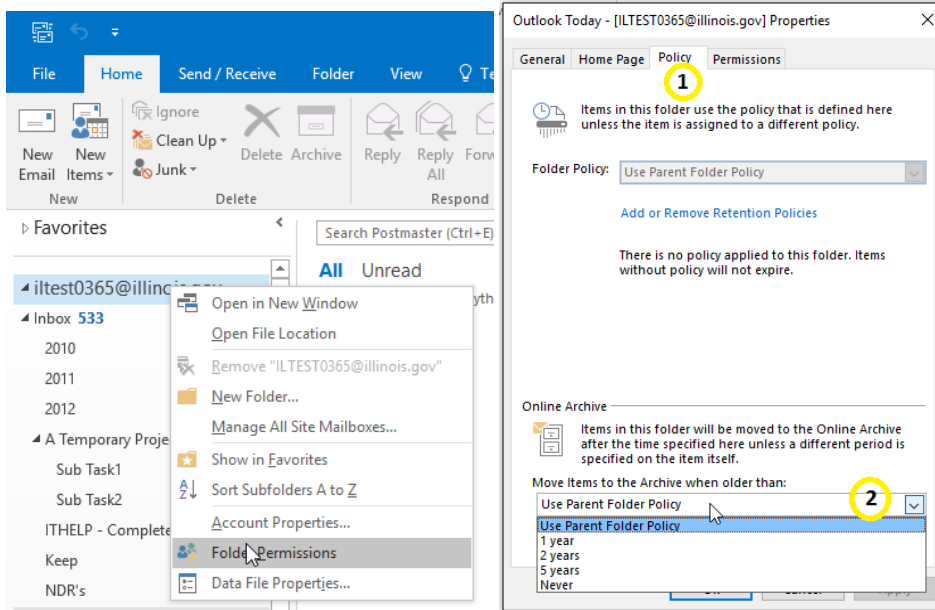 File Home Send / Receive Folder View Te
Ignore
Clean Up
Junk
New Email
New Items
Delete Archive
Reply
Reply All
New Delete Respond
Favorites
Search Postmaster (Ctrl+E)
All Unread
iltest0365@illinois.gov
Inbox 533
2010
2011
2012
A Temporary Proje
Sub Task1
Sub Task2
ITHELP - Complete
Keep
NDR's
Open in New Window
Open File Location
Remove "ILTEST0365@illinois.gov"
New Folder...
Manage All Site Mailboxes...
Show in Favorites
Sort Subfolders A to Z
Account Properties...
Folder Permissions
Data File Properties...
Outlook Today - [ILTEST0365@illinois.gov] Properties
General Home Page Policy Permissions
1
Items in this folder use the policy that is defined here
unless the item is assigned to a different policy.
Folder Policy: Use Parent Folder Policy
Add or Remove Retention Policies
There is no policy applied to this folder. Items
without policy will not expire.
Online Archive
Items in this folder will be moved to the Online Archive
after the time specified here unless a different period is
specified on the item itself.
Move Items to the Archive when older than:
Use Parent Folder Policy
2
Use Parent Folder Policy
1 year
2 years
5 years
Never